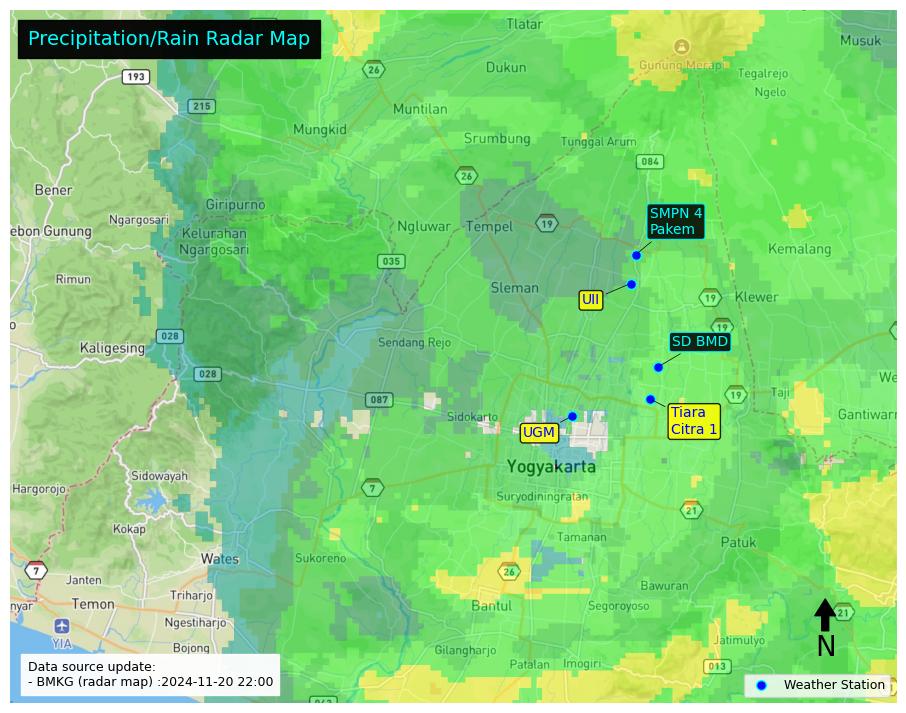 Precipitation/Rain Radar Map
Tlatar
Musuk
193
26
Dukun
Gunung Merapi
Tegalrejo
Ngelo
215
Muntilan
Mungkid
Srumbung
Tunggal Arum
084
26
Bener
Giripurno
Ngargosari
SMPN 4
Pakem
ebon Gunung
Kelurahan
Ngargosari
Ngluwar
Tempel
19
Kemalang
035
Rimun
Sleman
UII
19
Klewer
19
028
Kaligesing
Sendang Rejo
SD BMD
028
We
087
Taji
19
Sidokarto
Tiara
Citra 1
Gantiwarn
UGM
Yogyakarta
Sidowayah
Hargorojo
7
Suryodiningratan
21
Kokap
Tamanan
Patuk
Wates
Sukoreno
7
26
Janten
Bawuran
nyar
Temon
Triharjo
Bantul
Segoroyoso
21
Ngestiharjo
YIA
Jatimulyo
N
Bojong
Gilangharjo
Patalan
Imogiri
013
Data source update:
- BMKG (radar map) :2024-11-20 22:00
Weather Station